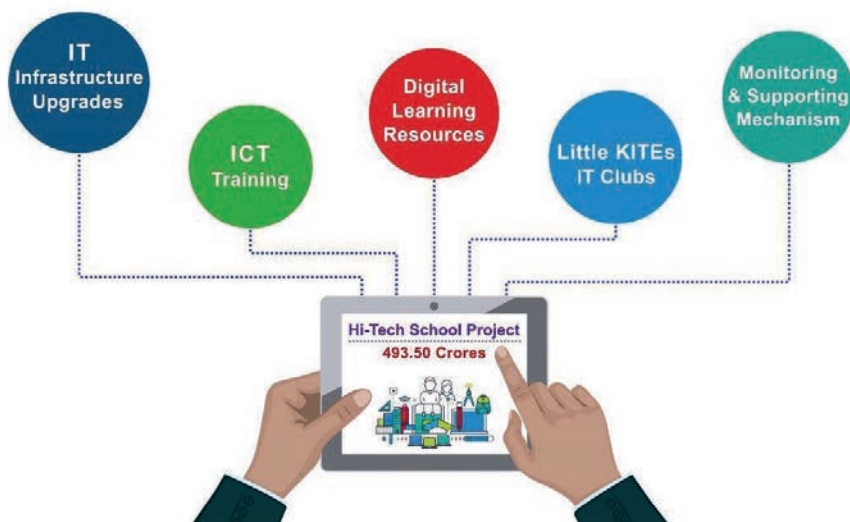 IT
Infrastructure
Upgrades
ICT
Training
Digital
Learning
Resources
Little KITEs
IT Clubs
Monitoring
& Supporting
Mechanism
Hi-Tech School Project
493.50 Crores